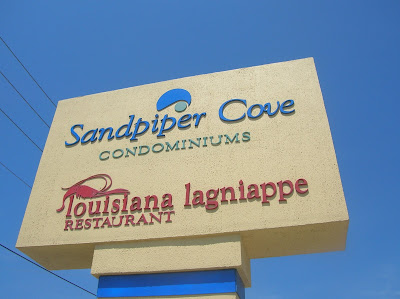 Sandpiper Cove
CONDOMINIUMS
louisiana lagniappe
RESTAURANT